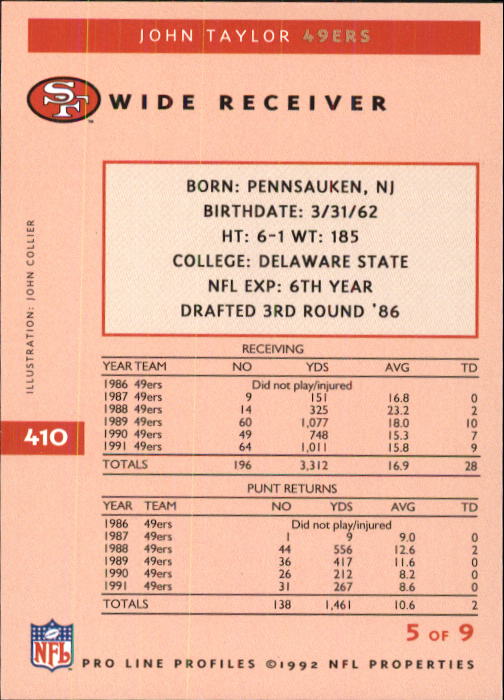 JOHN TAYLOR 49ERS
SF WIDE RECEIVER
BORN: PENNSAUKEN, NJ
BIRTHDATE: 3/31/62
HT: 6-1 WT: 185
COLLEGE: DELAWARE STATE
NFL EXP: 6TH YEAR
DRAFTED 3RD ROUND '86
ILLUSTRATION: JOHN COLLIER
410
RECEIVING
YEAR TEAM NO YDS AVG TD
1986 49ers Did not play/injured
1987 49ers 9 151 16.8 0
1988 49ers 14 325 23.2 2
1989 49ers 60 1,077 18.0 10
1990 49ers 49 748 15.3 7
1991 49ers 64 1,011 15.8 9
TOTALS 196 3,312 16.9 28
PUNT RETURNS
YEAR TEAM NO YDS AVG TD
1986 49ers Did not play/injured
1987 49ers 1 9 9.0 0
1988 49ers 44 556 12.6 2
1989 49ers 36 417 11.6 0
1990 49ers 26 212 8.2 0
1991 49ers 31 267 8.6 0
TOTALS 138 1,461 10.6 2
5 OF 9
NFL PRO LINE PROFILES ©1992 NFL PROPERTIES